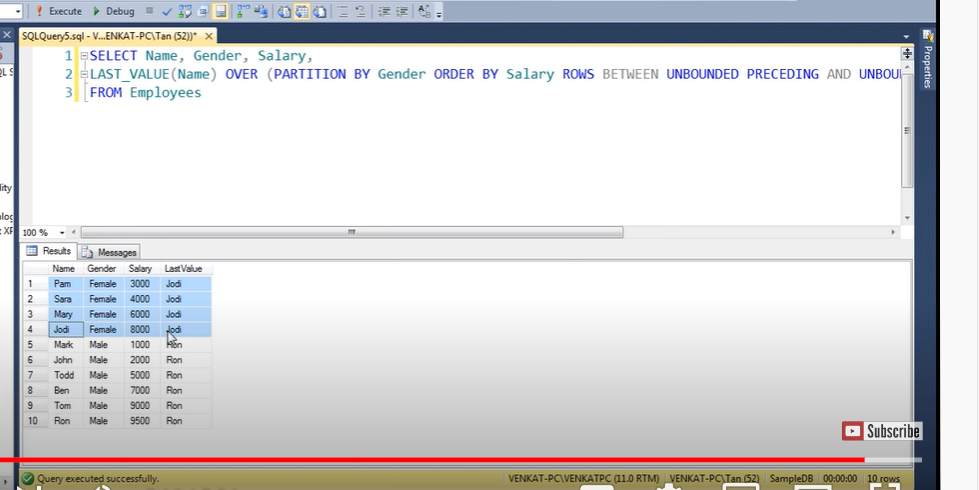 Execute Debug
SQLQuery5.sql - V...ENKAT-PC\Tan (52))* ×
Properties
1 SELECT Name, Gender, Salary,
2 LAST_VALUE(Name) OVER (PARTITION BY Gender ORDER BY Salary ROWS BETWEEN UNBOUNDED PRECEDING AND UNBOU
3 FROM Employees
100 %
Results Messages
Name Gender Salary LastValue
1 Pam Female 3000 Jodi
2 Sara Female 4000 Jodi
3 Mary Female 6000 Jodi
4 Jodi Female 8000 Jodi
5 Mark Male 1000 Ron
6 John Male 2000 Ron
7 Todd Male 5000 Ron
8 Ben Male 7000 Ron
9 Tom Male 9000 Ron
10 Ron Male 9500 Ron
Subscribe
Query executed successfully. VENKAT-PC\VENKATPC (11.0 RTM) VENKAT-PC\Tan (52) SampleDB 00:00:00 10 rows